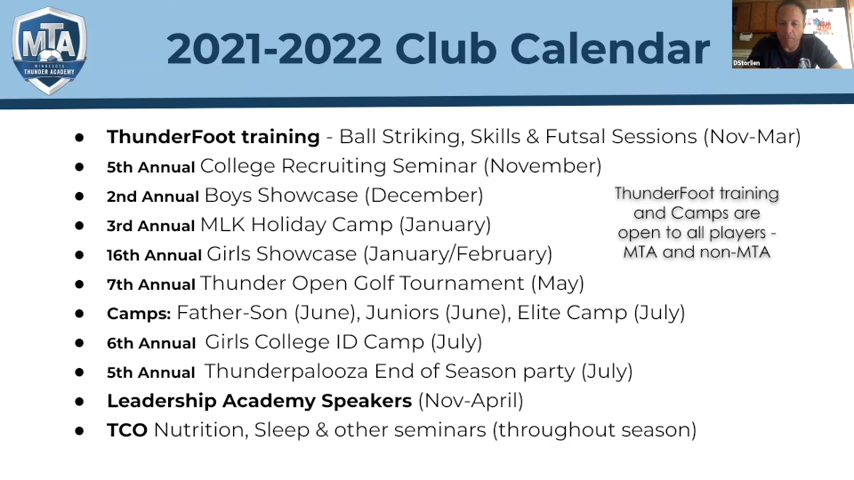 MTA
MINNESOTA
THUNDER ACADEMY
2021-2022 Club Calendar
DStorlien
● ThunderFoot training - Ball Striking, Skills & Futsal Sessions (Nov-Mar)
● 5th Annual College Recruiting Seminar (November)
● 2nd Annual Boys Showcase (December)
● 3rd Annual MLK Holiday Camp (January)
● 16th Annual Girls Showcase (January/February)
● 7th Annual Thunder Open Golf Tournament (May)
● Camps: Father-Son (June), Juniors (June), Elite Camp (July)
● 6th Annual Girls College ID Camp (July)
● 5th Annual Thunderpalooza End of Season party (July)
● Leadership Academy Speakers (Nov-April)
● TCO Nutrition, Sleep & other seminars (throughout season)
ThunderFoot training
and Camps are
open to all players -
MTA and non-MTA